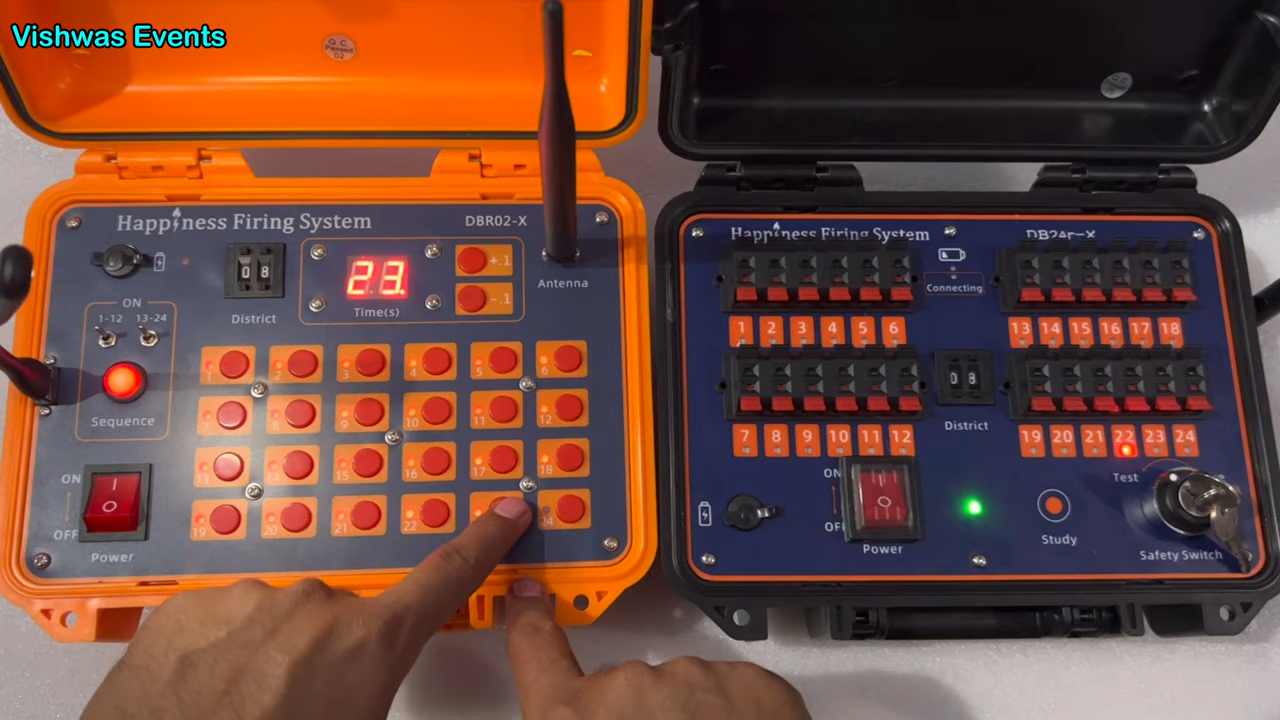 Vishwas Events
Q.C.
Passed
02
Happiness Firing System
DBR02-X
ON
1-12
13-24
Sequence
ON
OFF
Power
08
District
23.
Time(s)
+.1
-.1
Antenna
1 2 3 4 5 6
7 8 9 10 11 12
13 15 16 17 18
19 20 21 22 24
Happiness Firing System
Connecting
1 2 3 4 5 6
13 14 15 16 17 18
08
District
7 8 9 10 11 12
19 20 21 22 23 24
ON
OFF
Power
Test
Study
Safety Switch